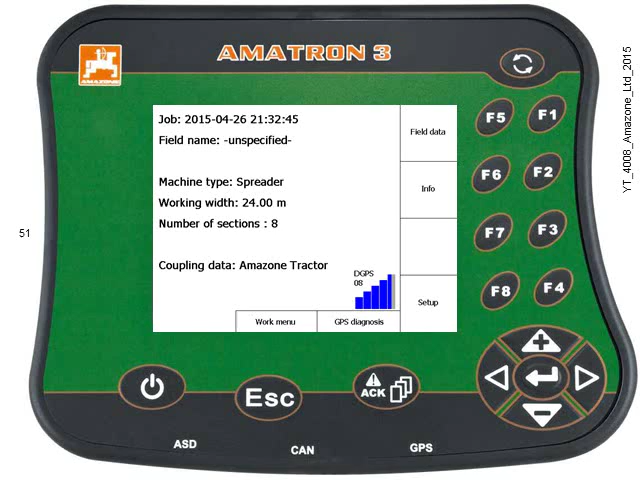 AMATRON 3
AMAZONE
Job: 2015-04-26 21:32:45
Field name: -unspecified-
Machine type: Spreader
Working width: 24.00 m
Number of sections : 8
Coupling data: Amazone Tractor
DGPS
08
Field data
Info
Setup
Work menu
GPS diagnosis
F5
F1
F6
F2
F7
F3
F8
F4
Esc
ACK
ASD
CAN
GPS
51
YT_4008_Amazone_Ltd_2015